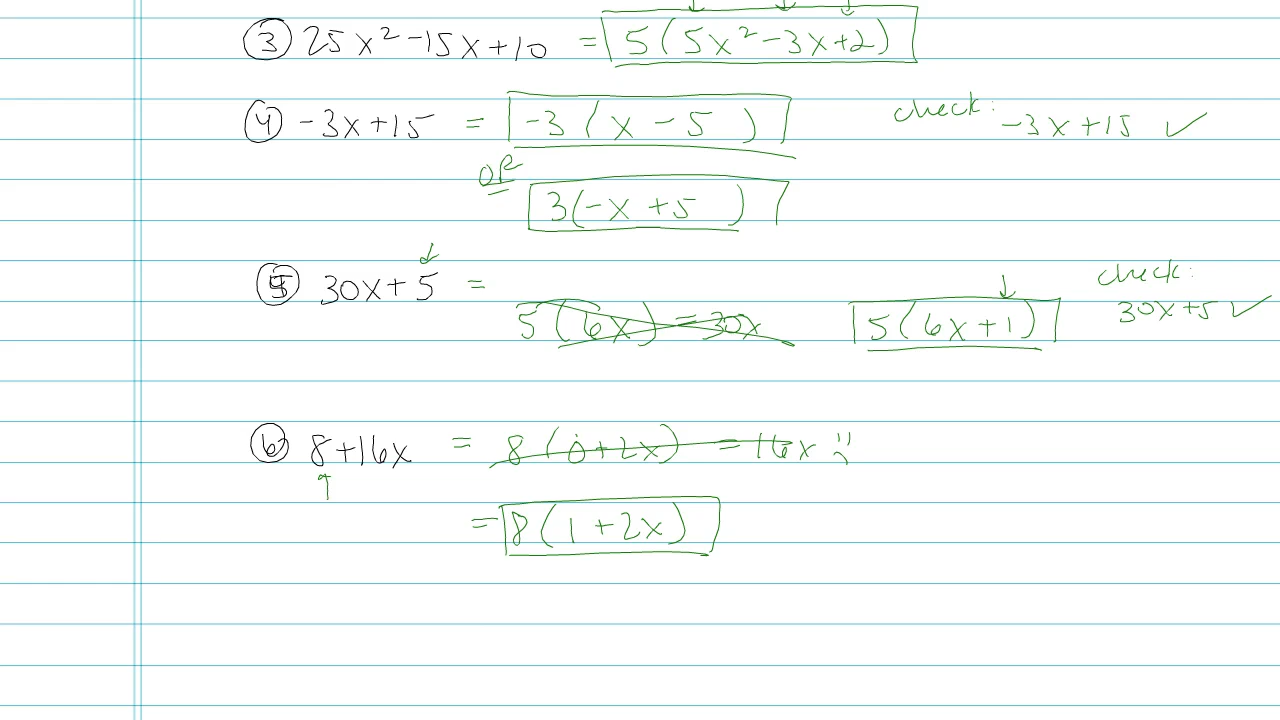 ③ 25x²-15x+10 = 5(5x²-3x+2)
④ -3x+15 = -3(x-5) check: -3x+15 ✓
OR
3(-x+5)
⑤ 30x+5 = check:
5(6x)=30x 5(6x+1) 30x+5 ✓
⑥ 8+16x = 8(0+2x) = 16x
= 8(1+2x)